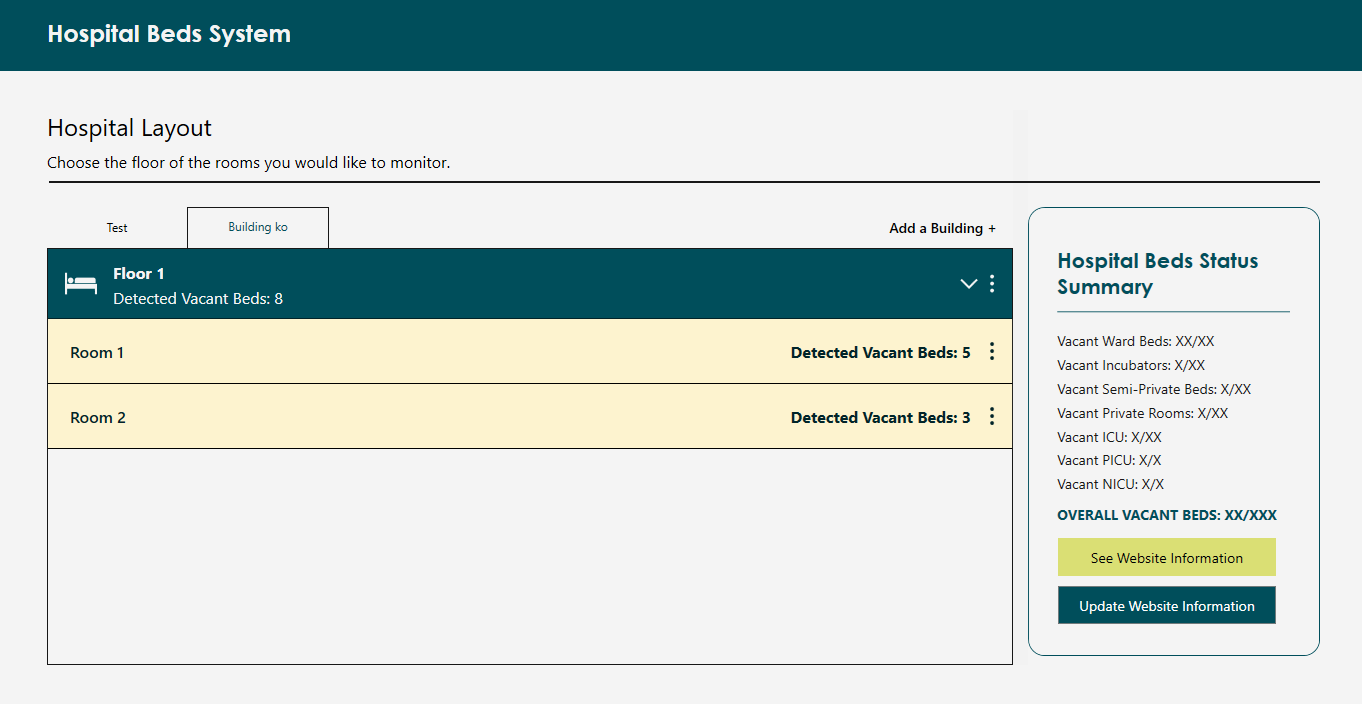 Hospital Beds System
Hospital Layout
Choose the floor of the rooms you would like to monitor.
Test
Building ko
Add a Building +
Floor 1
Detected Vacant Beds: 8
Room 1
Detected Vacant Beds: 5
Room 2
Detected Vacant Beds: 3
Hospital Beds Status
Summary
Vacant Ward Beds: XX/XX
Vacant Incubators: X/XX
Vacant Semi-Private Beds: X/XX
Vacant Private Rooms: X/XX
Vacant ICU: X/XX
Vacant PICU: X/X
Vacant NICU: X/X
OVERALL VACANT BEDS: XX/XXX
See Website Information
Update Website Information